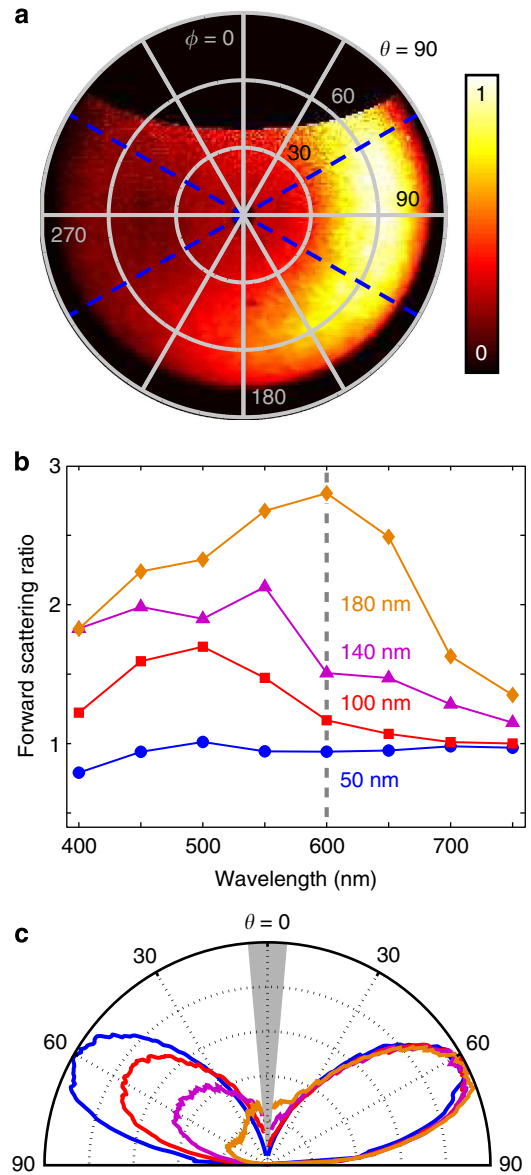 a
ϕ = 0
θ = 90
60
30
90
270
180
1
0
b
3
2
1
Forward scattering ratio
180 nm
140 nm
100 nm
50 nm
400 500 600 700
Wavelength (nm)
c
θ = 0
30 30
60 60
90 90